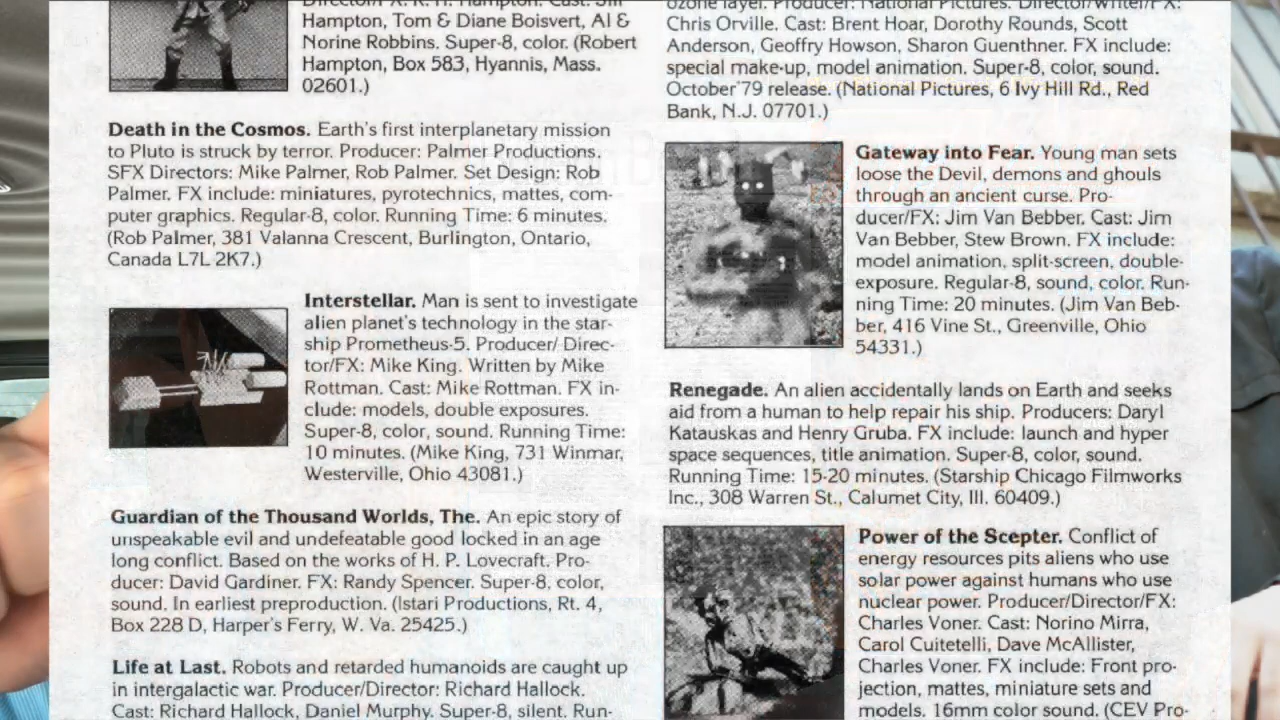 Director/FX: R. H. Hampton. Cast: Jill
Hampton, Tom & Diane Boisvert, Al &
Norine Robbins. Super-8, color. (Robert
Hampton, Box 583, Hyannis, Mass.
02601.)
Death in the Cosmos. Earth's first interplanetary mission
to Pluto is struck by terror. Producer: Palmer Productions.
SFX Directors: Mike Palmer, Rob Palmer. Set Design: Rob
Palmer. FX include: miniatures, pyrotechnics, mattes, com-
puter graphics. Regular-8, color. Running Time: 6 minutes.
(Rob Palmer, 381 Valanna Crescent, Burlington, Ontario,
Canada L7L 2K7.)
Interstellar. Man is sent to investigate
alien planet's technology in the star-
ship Prometheus-5. Producer/ Direc-
tor/FX: Mike King. Written by Mike
Rottman. Cast: Mike Rottman. FX in-
clude: models, double exposures.
Super-8, color, sound. Running Time:
10 minutes. (Mike King, 731 Winmar,
Westerville, Ohio 43081.)
Guardian of the Thousand Worlds, The. An epic story of
unspeakable evil and undefeatable good locked in an age
long conflict. Based on the works of H. P. Lovecraft. Pro-
ducer: David Gardiner. FX: Randy Spencer. Super-8, color,
sound. In earliest preproduction. (Istari Productions, Rt. 4,
Box 228 D, Harper's Ferry, W. Va. 25425.)
Life at Last. Robots and retarded humanoids are caught up
in intergalactic war. Producer/Director: Richard Hallock.
Cast: Richard Hallock, Daniel Murphy. Super-8, silent. Run-
ozone layer. Producer: National Pictures. Director/Writer/FX:
Chris Orville. Cast: Brent Hoar, Dorothy Rounds, Scott
Anderson, Geoffry Howson, Sharon Guenthner. FX include:
special make-up, model animation. Super-8, color, sound.
October '79 release. (National Pictures, 6 Ivy Hill Rd., Red
Bank, N.J. 07701.)
Gateway into Fear. Young man sets
loose the Devil, demons and ghouls
through an ancient curse. Pro-
ducer/FX: Jim Van Bebber. Cast: Jim
Van Bebber, Stew Brown. FX include:
model animation, split-screen, double-
exposure. Regular-8, sound, color. Run-
ning Time: 20 minutes. (Jim Van Beb-
ber, 416 Vine St., Greenville, Ohio
54331.)
Renegade. An alien accidentally lands on Earth and seeks
aid from a human to help repair his ship. Producers: Daryl
Katauskas and Henry Gruba. FX include: launch and hyper
space sequences, title animation. Super-8, color, sound.
Running Time: 15-20 minutes. (Starship Chicago Filmworks
Inc., 308 Warren St., Calumet City, Ill. 60409.)
Power of the Scepter. Conflict of
energy resources pits aliens who use
solar power against humans who use
nuclear power. Producer/Director/FX:
Charles Voner. Cast: Norino Mirra,
Carol Cuitetelli, Dave McAllister,
Charles Voner. FX include: Front pro-
jection, mattes, miniature sets and
models. 16mm color sound. (CEV Pro-